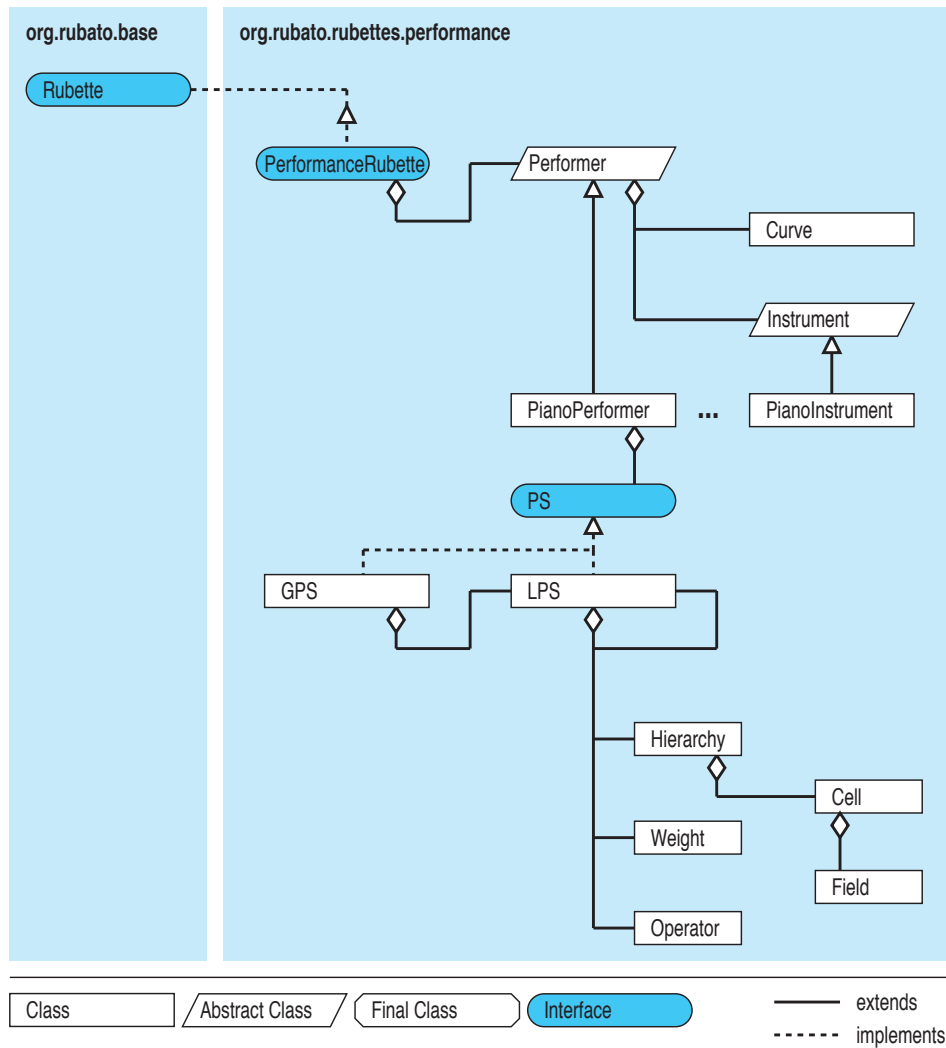 org.rubato.base
org.rubato.rubettes.performance
Rubette
PerformanceRubette
Performer
Curve
Instrument
PianoPerformer
...
PianoInstrument
PS
GPS
LPS
Hierarchy
Cell
Weight
Field
Operator
Class
Abstract Class
Final Class
Interface
extends
implements